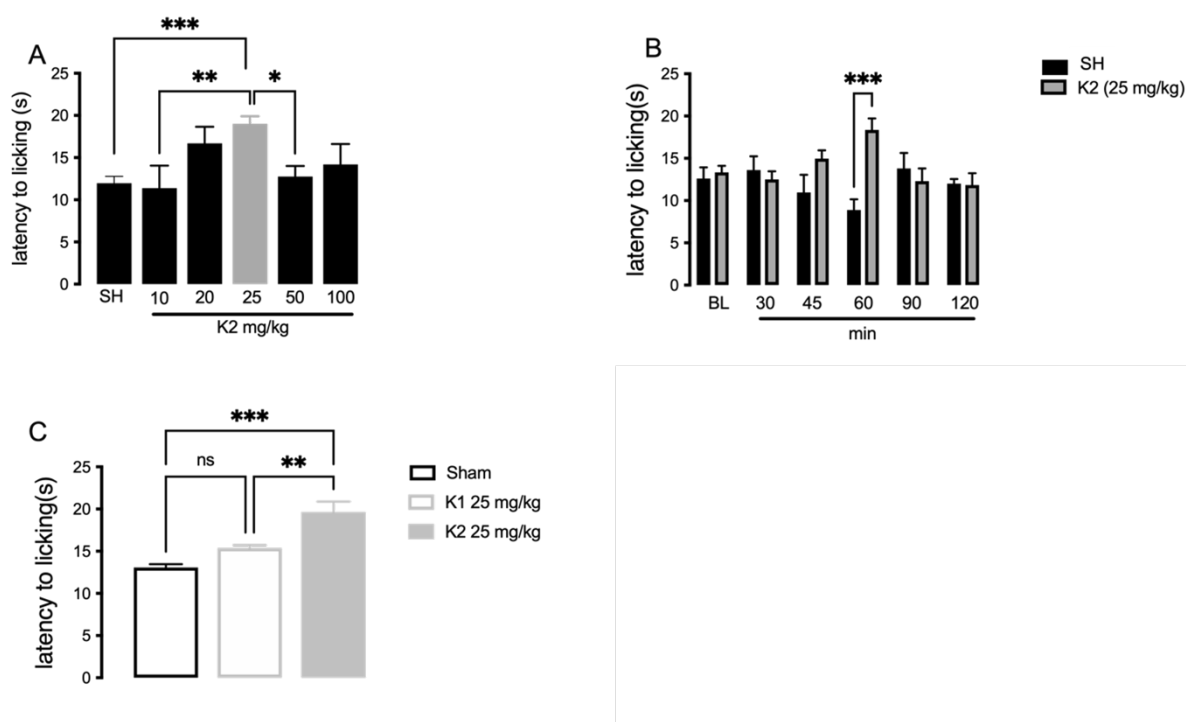 A
***
**
*
latency to licking (s)
25
20
15
10
5
0
SH
10
20
25
50
100
K2 mg/kg
B
***
SH
K2 (25 mg/kg)
latency to licking(s)
25
20
15
10
5
0
BL
30
45
60
90
120
min
C
***
ns
**
latency to licking(s)
25
20
15
10
5
0
Sham
K1 25 mg/kg
K2 25 mg/kg